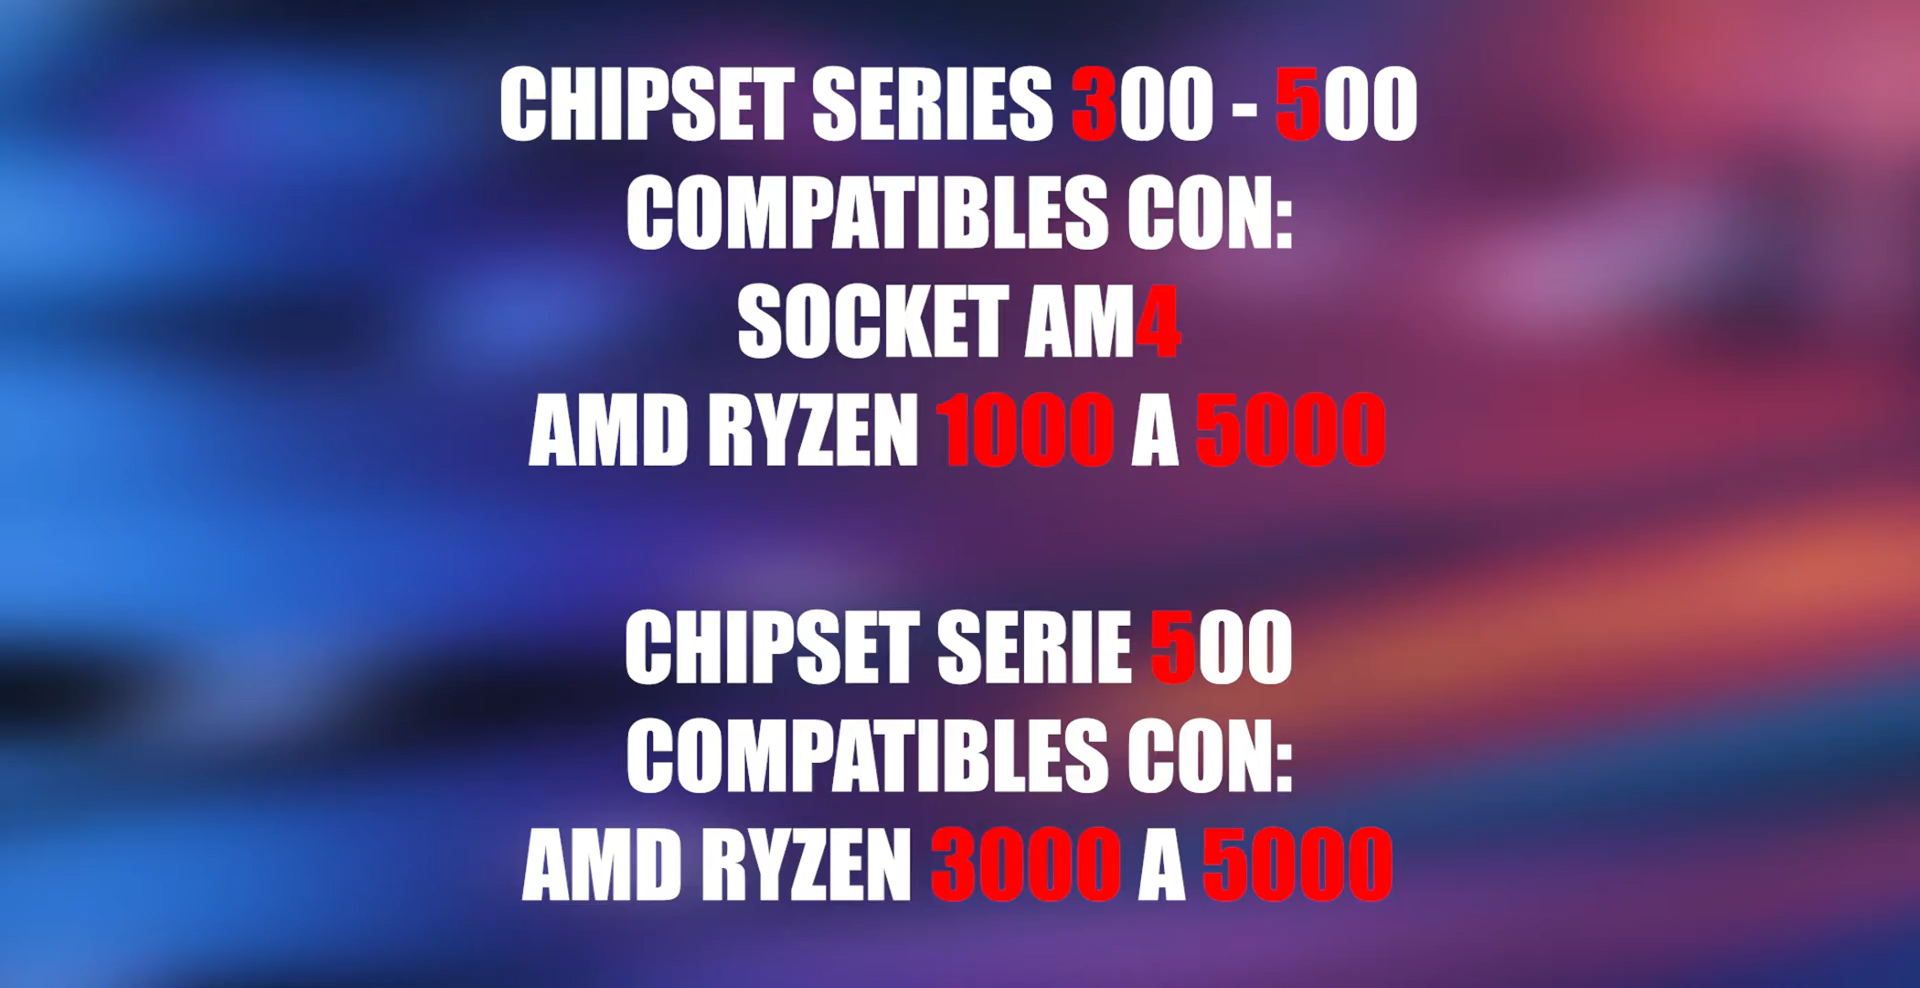 CHIPSET SERIES 300 - 500
COMPATIBLES CON:
SOCKET AM4
AMD RYZEN 1000 A 5000
CHIPSET SERIE 500
COMPATIBLES CON:
AMD RYZEN 3000 A 5000